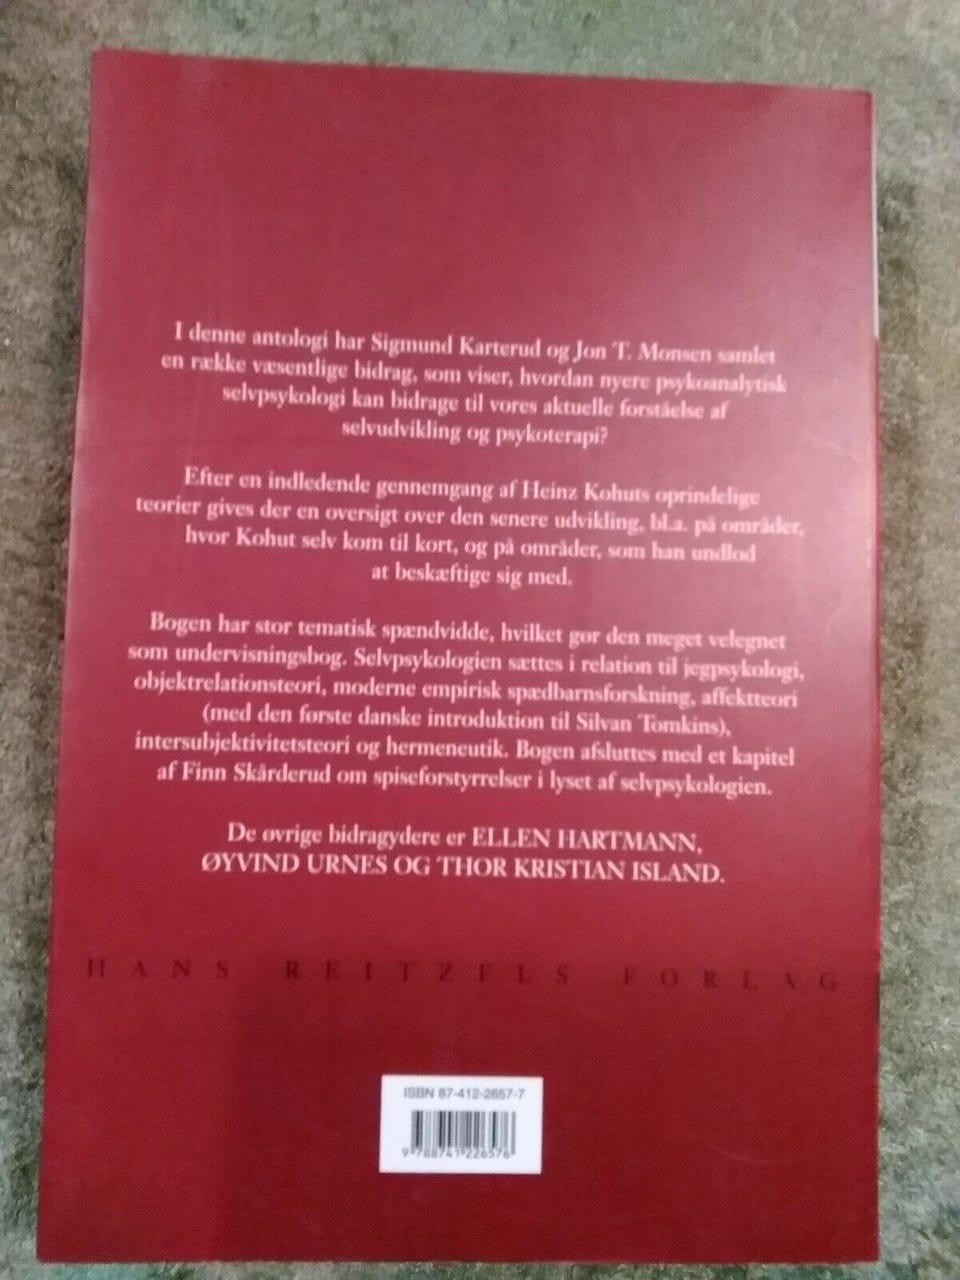 I denne antologi har Sigmund Karterud og Jon T. Monsen samlet
en række væsentlige bidrag, som viser, hvordan nyere psykoanalytisk
selvpsykologi kan bidrage til vores aktuelle forståelse af
selvudvikling og psykoterapi?
Efter en indledende gennemgang af Heinz Kohuts oprindelige
teorier gives der en oversigt over den senere udvikling, bl.a. på områder,
hvor Kohut selv kom til kort, og på områder, som han undlod
at beskæftige sig med.
Bogen har stor tematisk spændvidde, hvilket gør den meget velegnet
som undervisningsbog. Selvpsykologien sættes i relation til jegpsykologi,
objektrelationsteori, moderne empirisk spædbarnsforskning, affektteori
(med den første danske introduktion til Silvan Tomkins),
intersubjektivitetsteori og hermeneutik. Bogen afsluttes med et kapitel
af Finn Skårderud om spiseforstyrrelser i lyset af selvpsykologien.
De øvrige bidragydere er ELLEN HARTMANN,
ØYVIND URNES OG THOR KRISTIAN ISLAND.
HANS REITZELS FORLAG
ISBN 87-412-2657-7
9 788741 226576